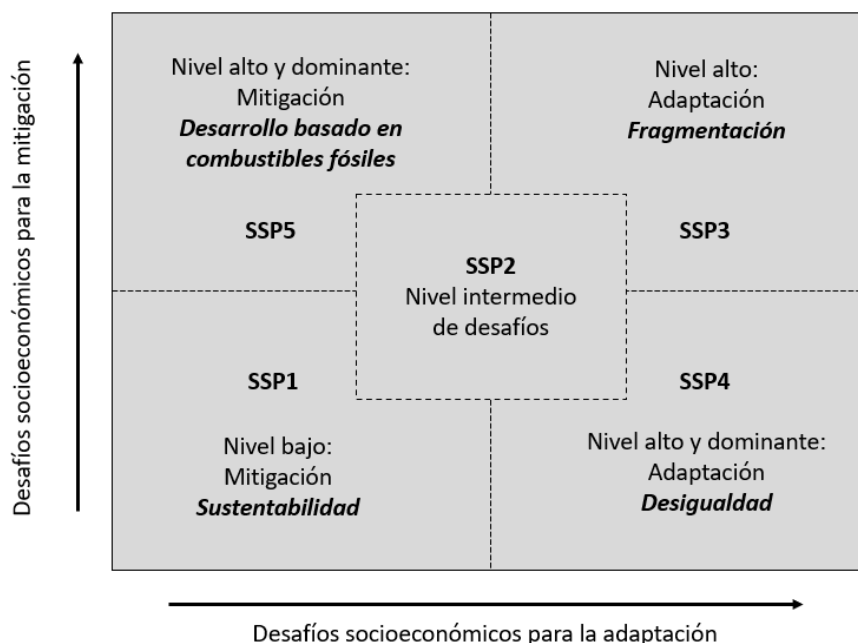 Desafíos socioeconómicos para la mitigación
Nivel alto y dominante:
Mitigación
Desarrollo basado en
combustibles fósiles
SSP5
Nivel alto:
Adaptación
Fragmentación
SSP3
SSP2
Nivel intermedio
de desafíos
SSP1
Nivel bajo:
Mitigación
Sustentabilidad
SSP4
Nivel alto y dominante:
Adaptación
Desigualdad
Desafíos socioeconómicos para la adaptación